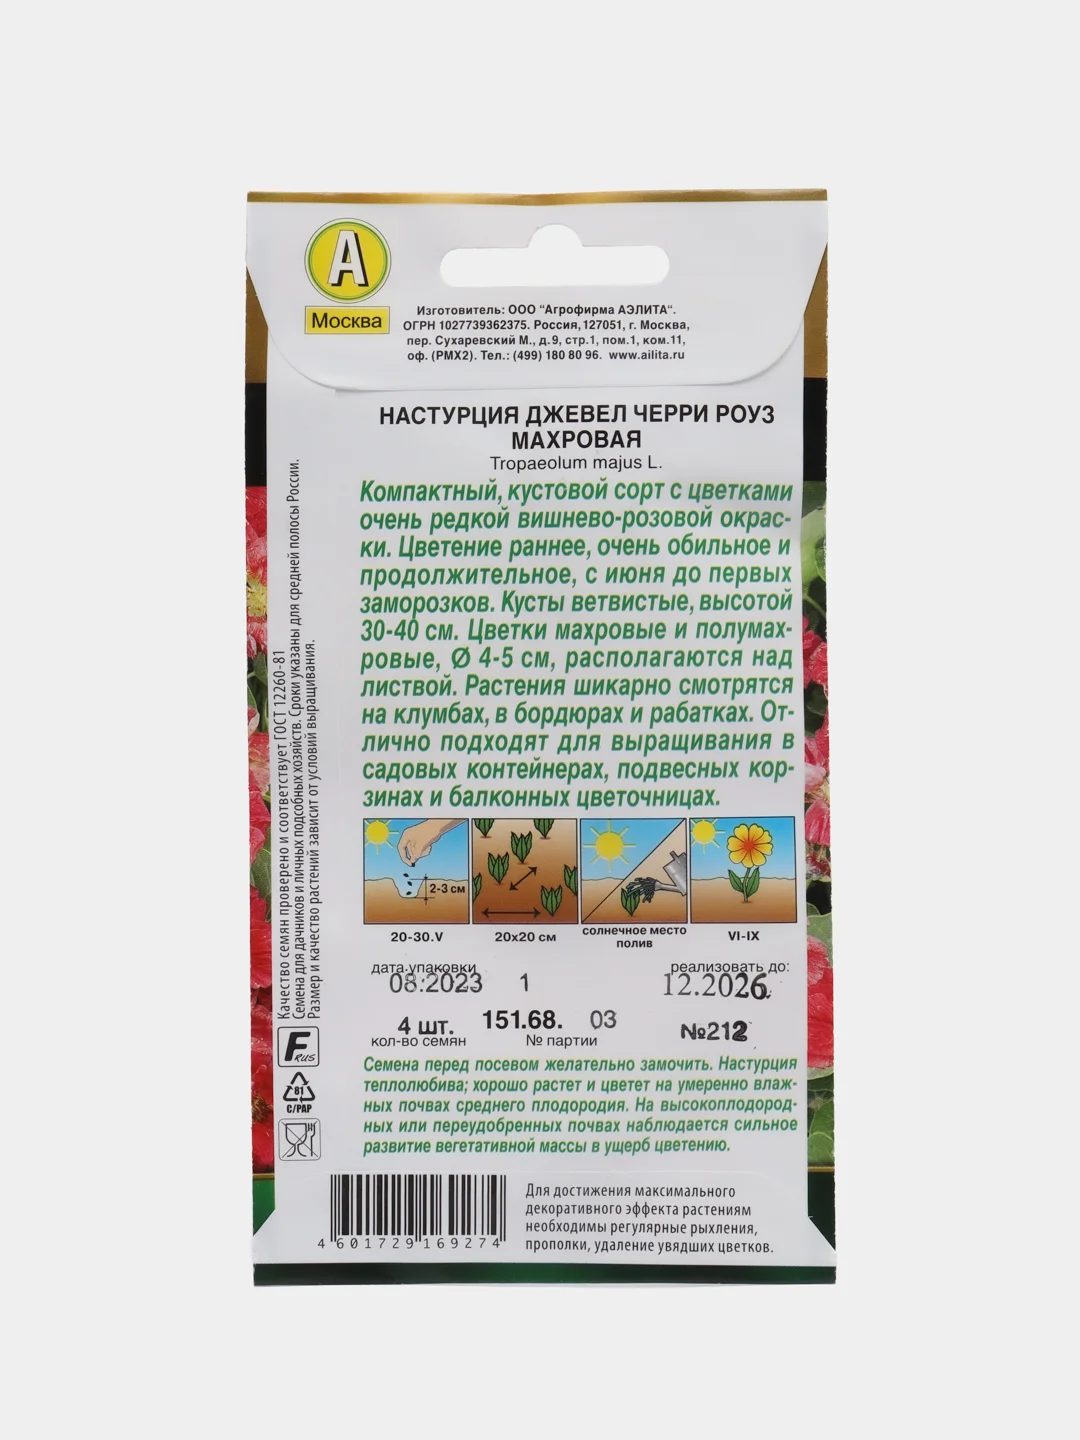 А
Москва
Изготовитель: ООО "Агрофирма АЭЛИТА".
ОГРН 1027739362375. Россия, 127051, г. Москва,
пер. Сухаревский М., д.9, стр.1, пом.1, ком.11,
оф. (РМХ2). Тел.: (499) 180 80 96. www.ailita.ru
НАСТУРЦИЯ ДЖЕВЕЛ ЧЕРРИ РОУЗ
МАХРОВАЯ
Tropaeolum majus L.
Компактный, кустовой сорт с цветками
очень редкой вишнево-розовой окрас-
ки. Цветение раннее, очень обильное и
продолжительное, с июня до первых
заморозков. Кусты ветвистые, высотой
30-40 см. Цветки махровые и полумах-
ровые, Ø 4-5 см, располагаются над
листвой. Растения шикарно смотрятся
на клумбах, в бордюрах и рабатках. От-
лично подходят для выращивания в
садовых контейнерах, подвесных кор-
зинах и балконных цветочницах.
2-3 см
20-30.V
20х20 см
солнечное место
полив
VI-IX
дата упаковки
08.2023 1
реализовать до:
12.2026
4 шт.
кол-во семян
151.68. 03
№ партии
№212
Семена перед посевом желательно замочить. Настурция
теплолюбива; хорошо растет и цветет на умеренно влаж-
ных почвах среднего плодородия. На высокоплодород-
ных или переудобренных почвах наблюдается сильное
развитие вегетативной массы в ущерб цветению.
Для достижения максимального
декоративного эффекта растениям
необходимы регулярные рыхления,
прополки, удаление увядших цветков.
4 601729 169274
Качество семян проверено и соответствует ГОСТ 12260-81
Семена для дачников и личных подсобных хозяйств. Сроки указаны для средней полосы России.
Размер и качество растений зависит от условий выращивания.
F RUS
81
C/PAP